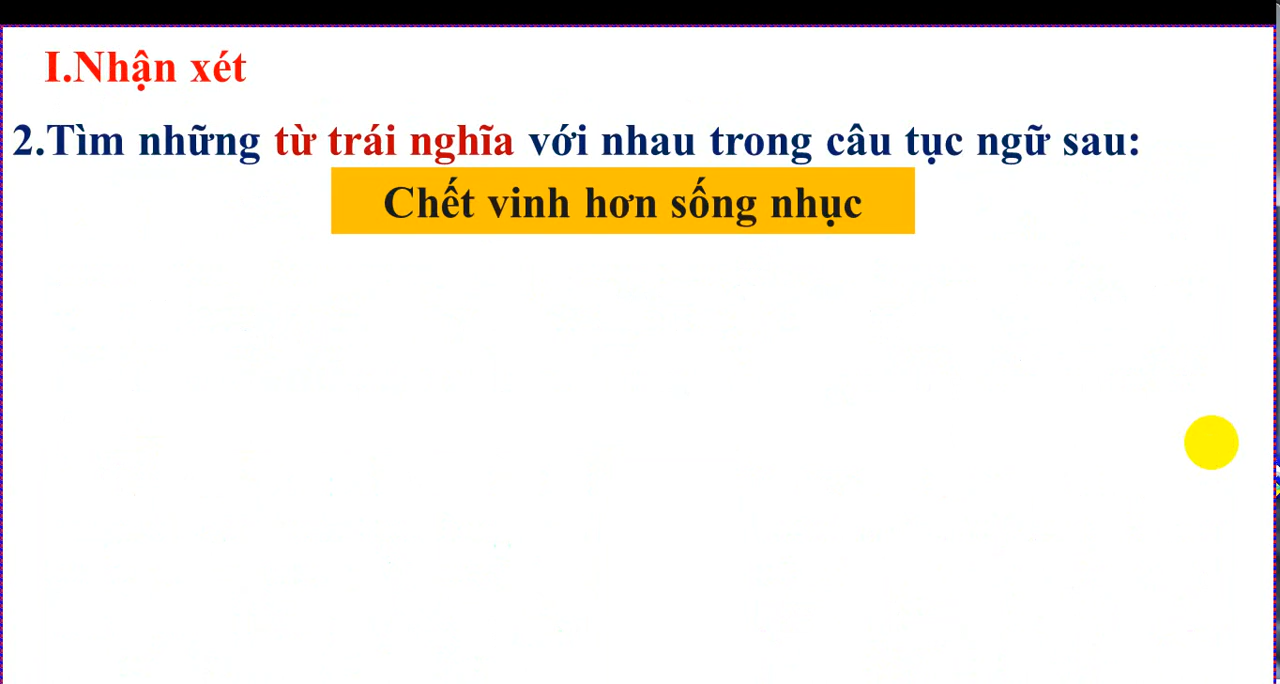 I.Nhận xét
2.Tìm những từ trái nghĩa với nhau trong câu tục ngữ sau:
Chết vinh hơn sống nhục